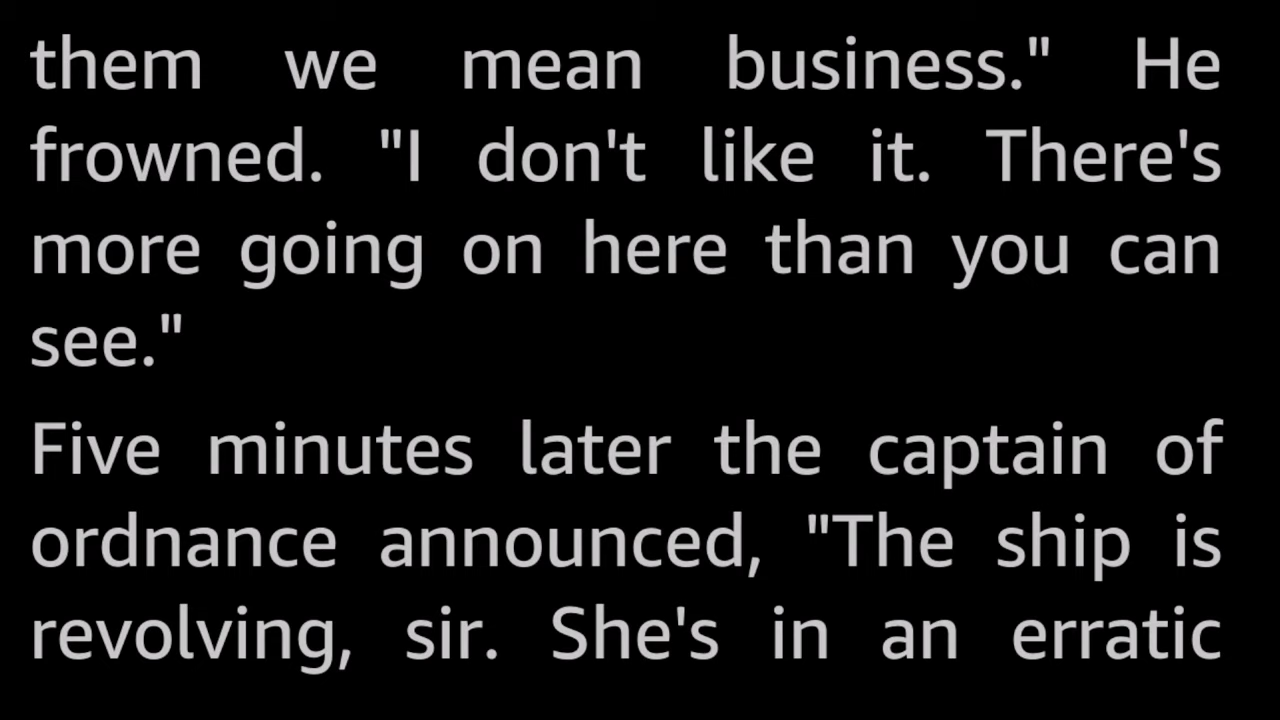 them we mean business." He
frowned. "I don't like it. There's
more going on here than you can
see."
Five minutes later the captain of
ordnance announced, "The ship is
revolving, sir. She's in an erratic